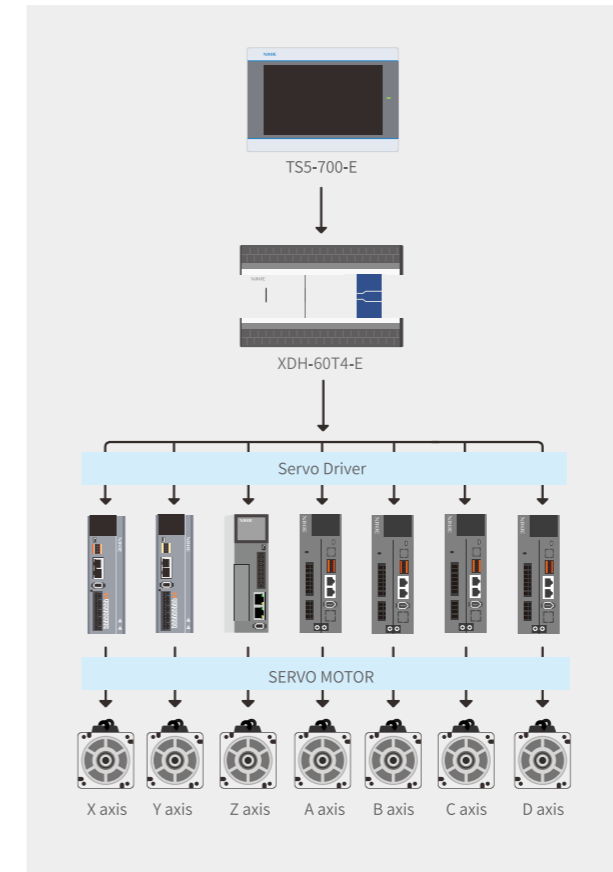 TS5-700-E
XDH-60T4-E
Servo Driver
SERVO MOTOR
X axis Y axis Z axis A axis B axis C axis D axis